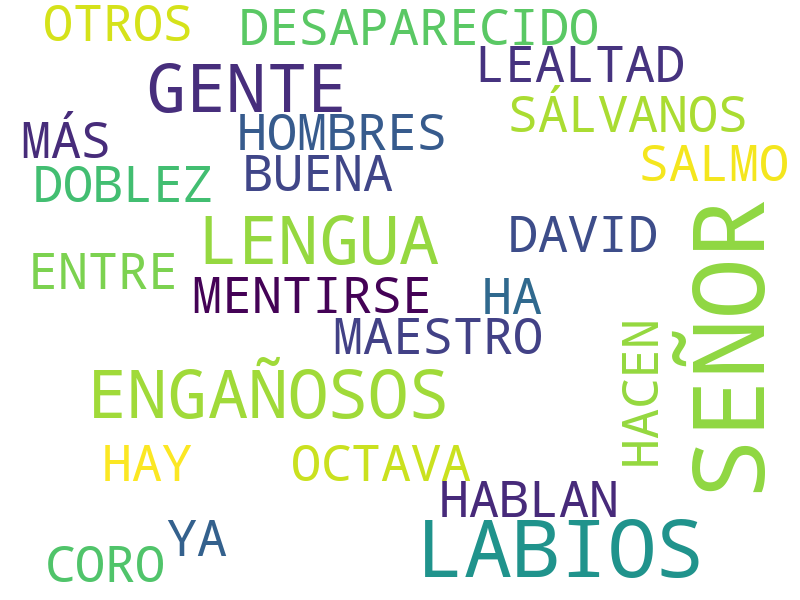 OTROS
DESAPARECIDO
LEALTAD
GENTE
SÁLVANOS
MÁS
HOMBRES
SALMO
BUENA
DOBLEZ
SEÑOR
LENGUA
DAVID
ENTRE
MENTIRSE
HA
MAESTRO
HACEN
ENGAÑOSOS
HAY
OCTAVA
HABLAN
LABIOS
YA
CORO